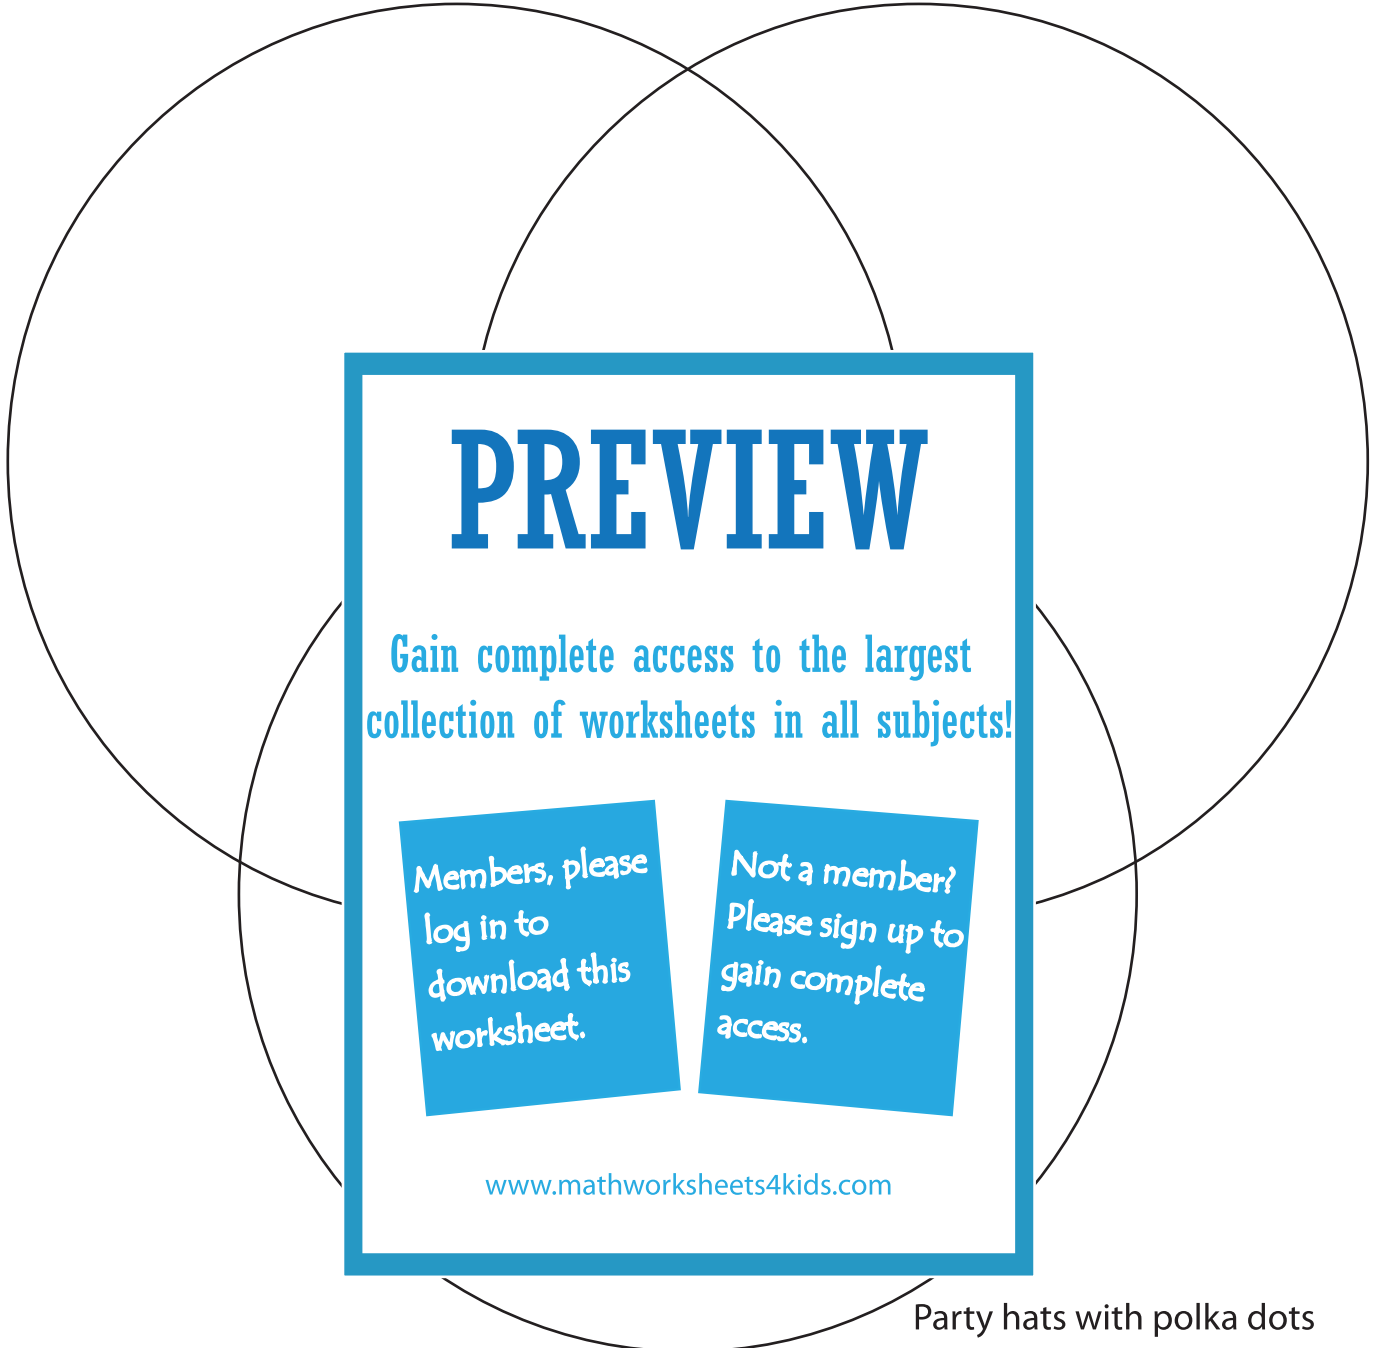 PREVIEW
Gain complete access to the largest
collection of worksheets in all subjects!
Members, please
log in to
download this
worksheet.
Not a member?
Please sign up to
gain complete
access.
www.mathworksheets4kids.com
Party hats with polka dots